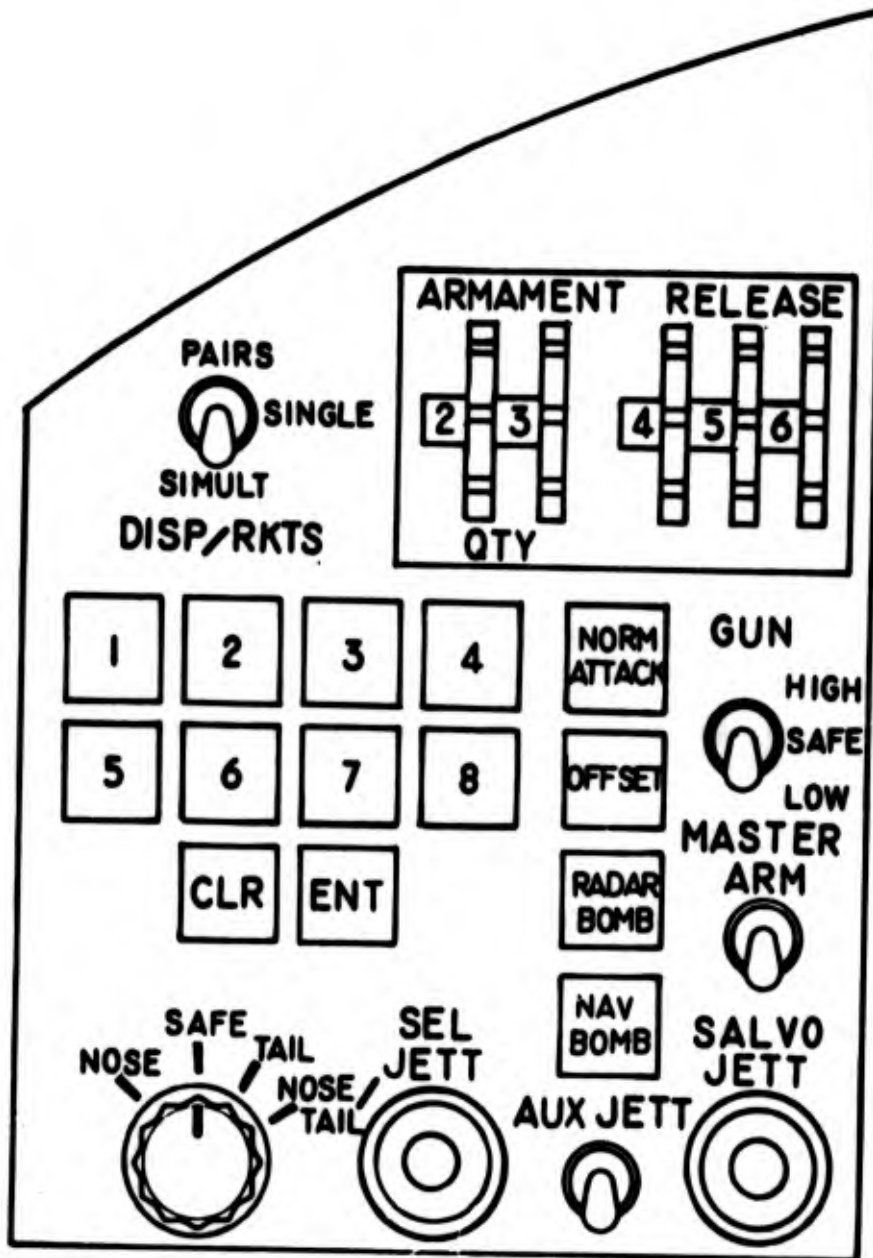 ARMAMENT RELEASE
2 3 4 5 6
QTY
PAIRS
SINGLE
SIMULT
DISP/RKTS
1 2 3 4
5 6 7 8
CLR ENT
NORM
ATTACK
OFFSET
RADAR
BOMB
NAV
BOMB
GUN
HIGH
SAFE
LOW
MASTER
ARM
NOSE
SAFE
TAIL
NOSE
TAIL
SEL
JETT
AUX JETT
SALVO
JETT